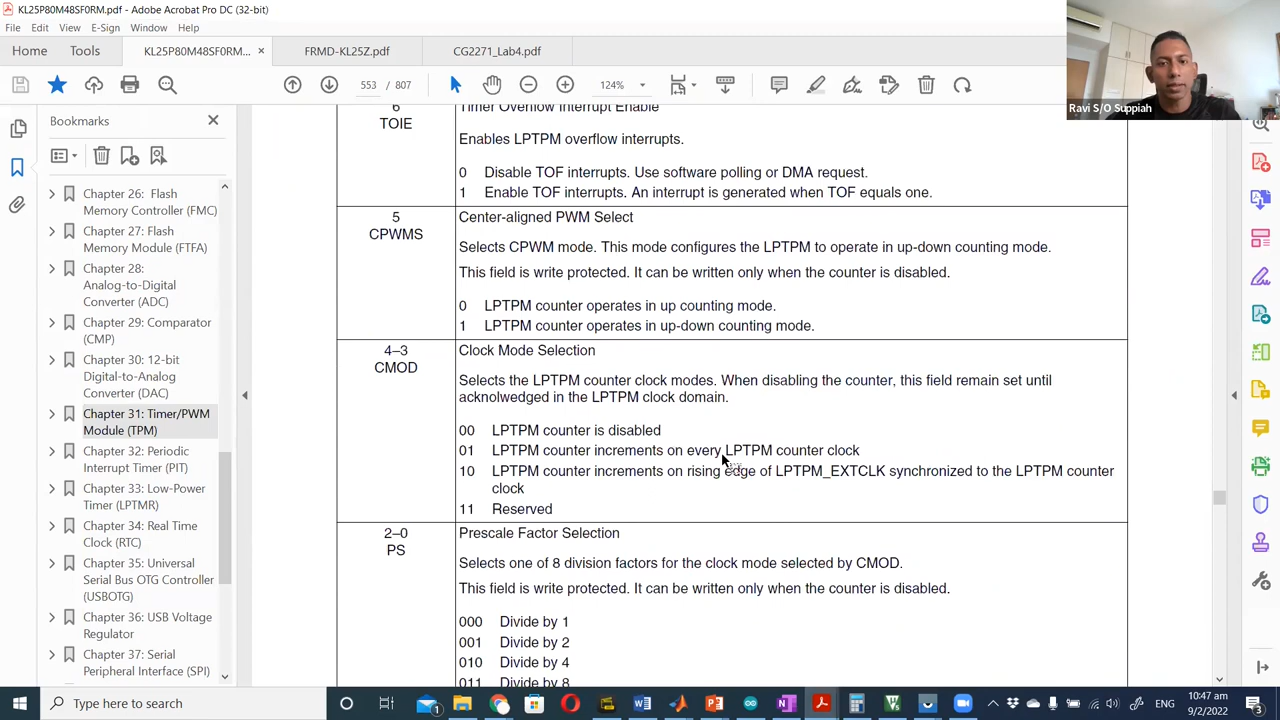 KL25P80M48SF0RM.pdf - Adobe Acrobat Pro DC (32-bit)
File Edit View E-Sign Window Help
Home Tools KL25P80M48SF0RM... × FRMD-KL25Z.pdf CG2271_Lab4.pdf
553 / 807 124%
Ravi S/O Suppiah
Bookmarks
Chapter 26: Flash
Memory Controller (FMC)
Chapter 27: Flash
Memory Module (FTFA)
Chapter 28:
Analog-to-Digital
Converter (ADC)
Chapter 29: Comparator
(CMP)
Chapter 30: 12-bit
Digital-to-Analog
Converter (DAC)
Chapter 31: Timer/PWM
Module (TPM)
Chapter 32: Periodic
Interrupt Timer (PIT)
Chapter 33: Low-Power
Timer (LPTMR)
Chapter 34: Real Time
Clock (RTC)
Chapter 35: Universal
Serial Bus OTG Controller
(USBOTG)
Chapter 36: USB Voltage
Regulator
Chapter 37: Serial
Peripheral Interface (SPI)
6 Timer Overflow Interrupt Enable
TOIE
Enables LPTPM overflow interrupts.
0 Disable TOF interrupts. Use software polling or DMA request.
1 Enable TOF interrupts. An interrupt is generated when TOF equals one.
5 Center-aligned PWM Select
CPWMS
Selects CPWM mode. This mode configures the LPTPM to operate in up-down counting mode.
This field is write protected. It can be written only when the counter is disabled.
0 LPTPM counter operates in up counting mode.
1 LPTPM counter operates in up-down counting mode.
4–3 Clock Mode Selection
CMOD
Selects the LPTPM counter clock modes. When disabling the counter, this field remain set until
acknolwedged in the LPTPM clock domain.
00 LPTPM counter is disabled
01 LPTPM counter increments on every LPTPM counter clock
10 LPTPM counter increments on rising edge of LPTPM_EXTCLK synchronized to the LPTPM counter
clock
11 Reserved
2–0 Prescale Factor Selection
PS
Selects one of 8 division factors for the clock mode selected by CMOD.
This field is write protected. It can be written only when the counter is disabled.
000 Divide by 1
001 Divide by 2
010 Divide by 4
011 Divide by 8
Type here to search
ENG
10:47 am
9/2/2022
3
1